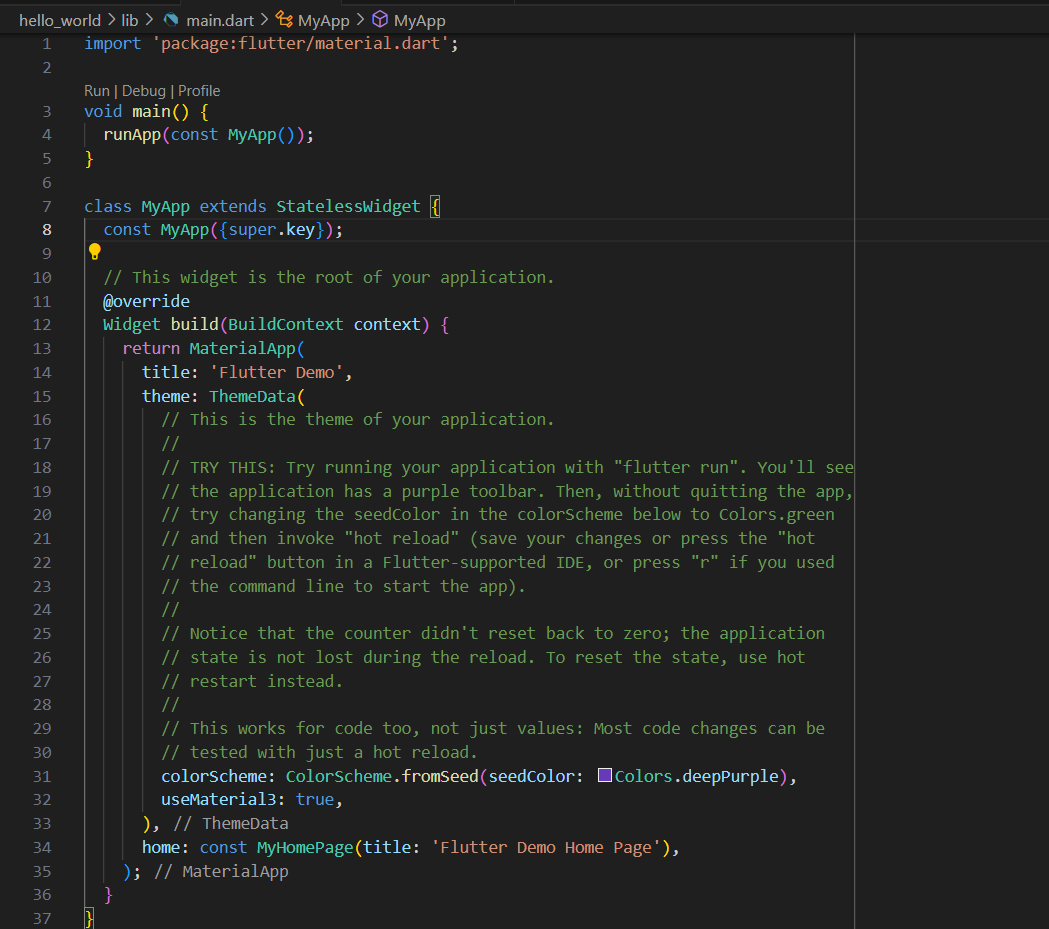 hello_world > lib > main.dart > MyApp > MyApp
1 import 'package:flutter/material.dart';
2
Run | Debug | Profile
3 void main() {
4   runApp(const MyApp());
5 }
6
7 class MyApp extends StatelessWidget {
8   const MyApp({super.key});
9
10   // This widget is the root of your application.
11   @override
12   Widget build(BuildContext context) {
13     return MaterialApp(
14       title: 'Flutter Demo',
15       theme: ThemeData(
16         // This is the theme of your application.
17         //
18         // TRY THIS: Try running your application with "flutter run". You'll see
19         // the application has a purple toolbar. Then, without quitting the app,
20         // try changing the seedColor in the colorScheme below to Colors.green
21         // and then invoke "hot reload" (save your changes or press the "hot
22         // reload" button in a Flutter-supported IDE, or press "r" if you used
23         // the command line to start the app).
24         //
25         // Notice that the counter didn't reset back to zero; the application
26         // state is not lost during the reload. To reset the state, use hot
27         // restart instead.
28         //
29         // This works for code too, not just values: Most code changes can be
30         // tested with just a hot reload.
31         colorScheme: ColorScheme.fromSeed(seedColor: Colors.deepPurple),
32         useMaterial3: true,
33       ), // ThemeData
34       home: const MyHomePage(title: 'Flutter Demo Home Page'),
35     ); // MaterialApp
36   }
37 }